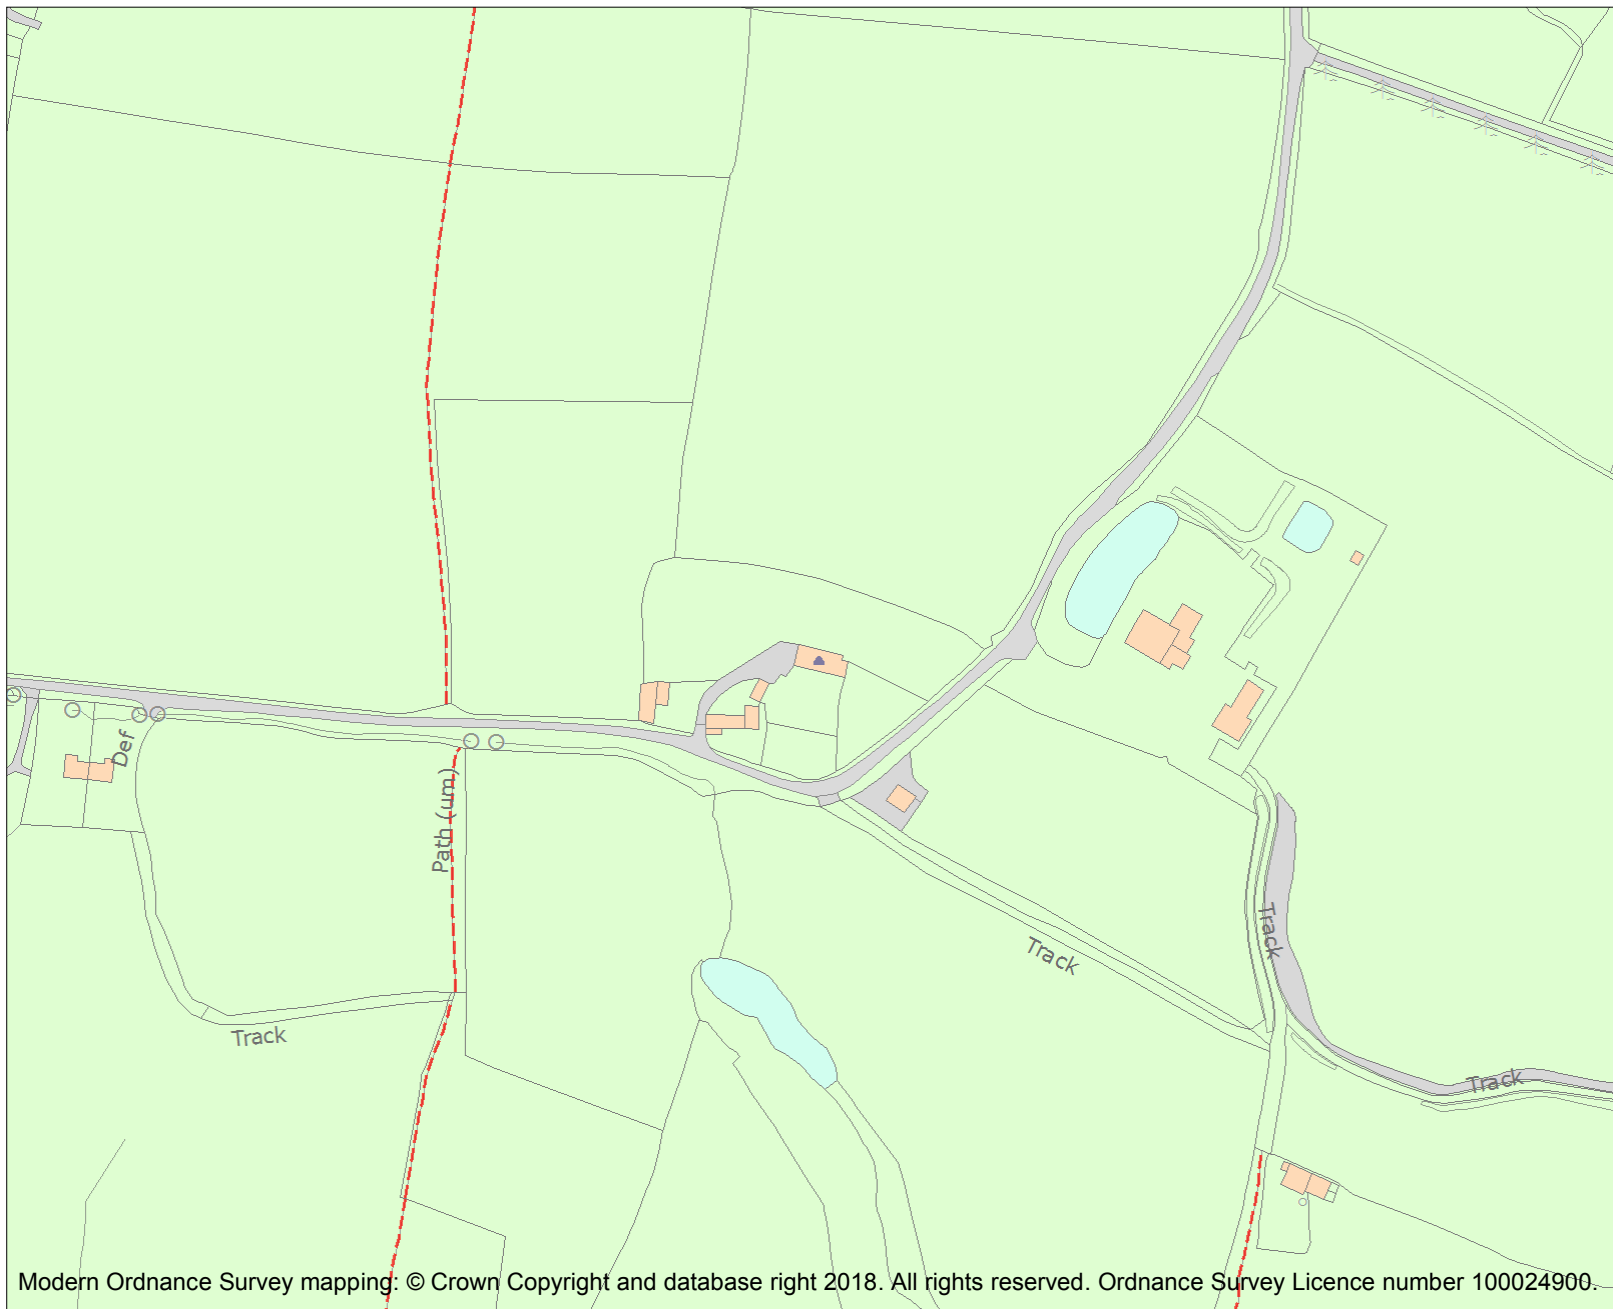 Def
Path (um)
Track
Track
Track
Track
Modern Ordnance Survey mapping: © Crown Copyright and database right 2018. All rights reserved. Ordnance Survey Licence number 100024900.